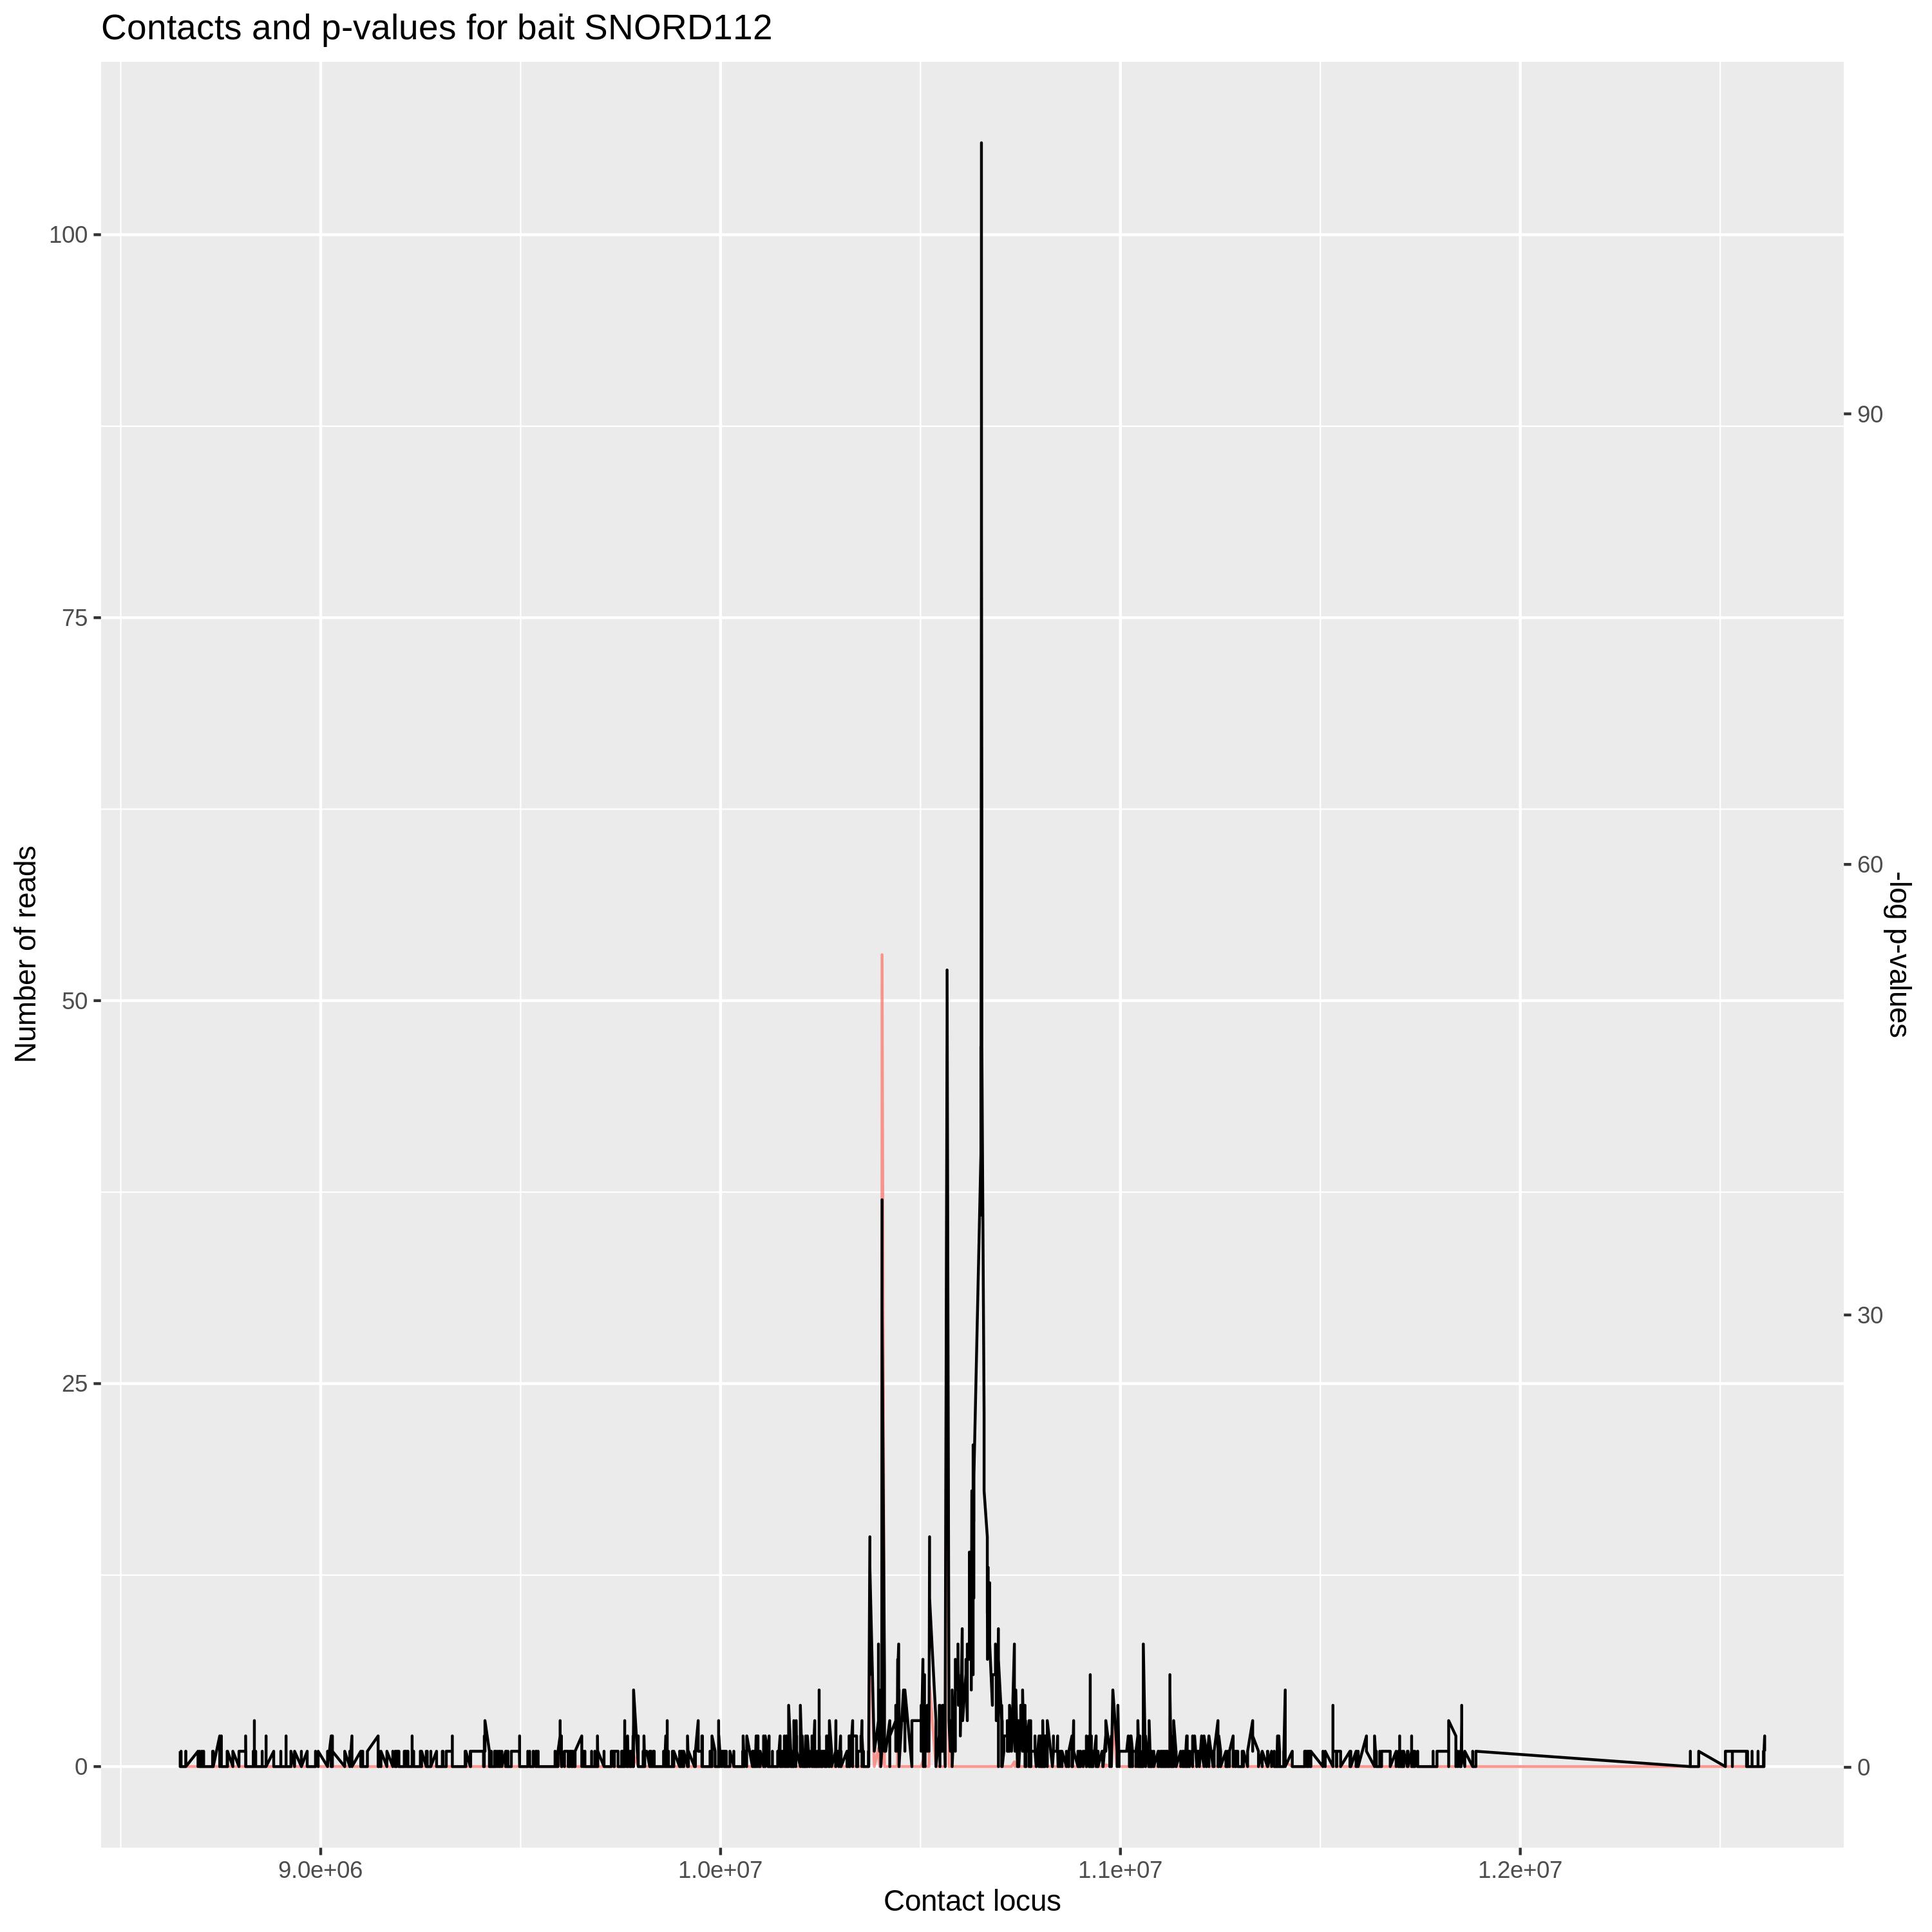 Contacts and p-values for bait SNORD112
100
75
50
25
0
90
60
30
0
Number of reads
-log p-values
9.0e+06
1.0e+07
1.1e+07
1.2e+07
Contact locus